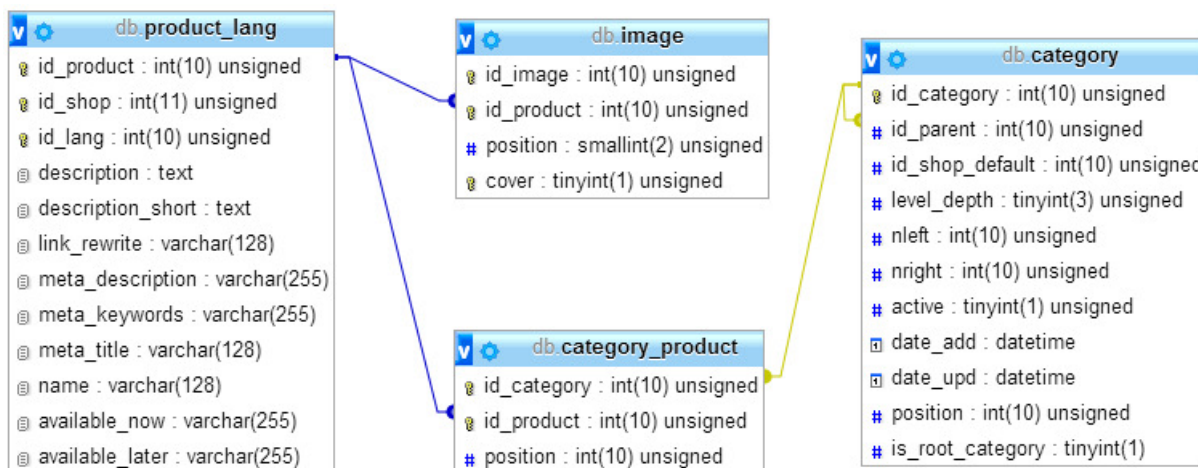 db.product_lang
id_product : int(10) unsigned
id_shop : int(11) unsigned
id_lang : int(10) unsigned
description : text
description_short : text
link_rewrite : varchar(128)
meta_description : varchar(255)
meta_keywords : varchar(255)
meta_title : varchar(128)
name : varchar(128)
available_now : varchar(255)
available_later : varchar(255)
db.image
id_image : int(10) unsigned
id_product : int(10) unsigned
# position : smallint(2) unsigned
cover : tinyint(1) unsigned
db.category_product
id_category : int(10) unsigned
id_product : int(10) unsigned
# position : int(10) unsigned
db.category
id_category : int(10) unsigned
# id_parent : int(10) unsigned
# id_shop_default : int(10) unsigned
# level_depth : tinyint(3) unsigned
# nleft : int(10) unsigned
# nright : int(10) unsigned
# active : tinyint(1) unsigned
date_add : datetime
date_upd : datetime
# position : int(10) unsigned
# is_root_category : tinyint(1)